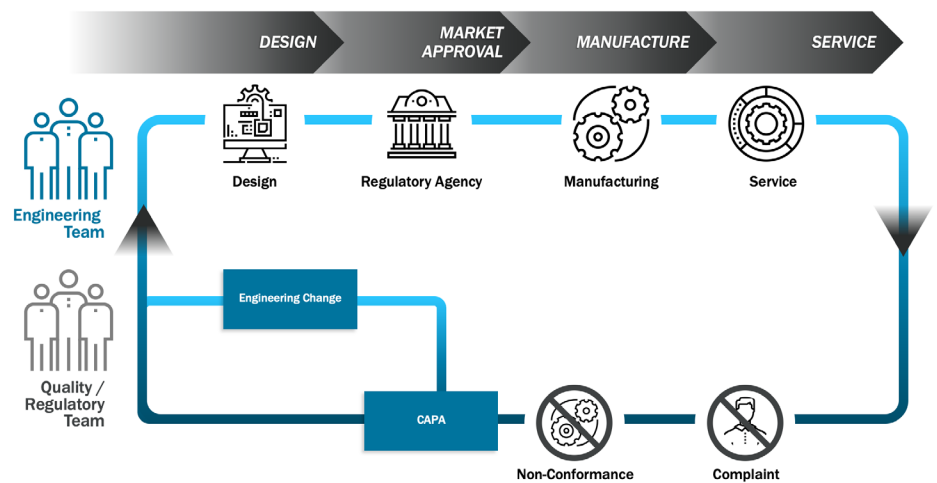 DESIGN
MARKET
APPROVAL
MANUFACTURE
SERVICE
Design
Regulatory Agency
Manufacturing
Service
Engineering
Team
Engineering Change
Quality /
Regulatory
Team
CAPA
Non-Conformance
Complaint